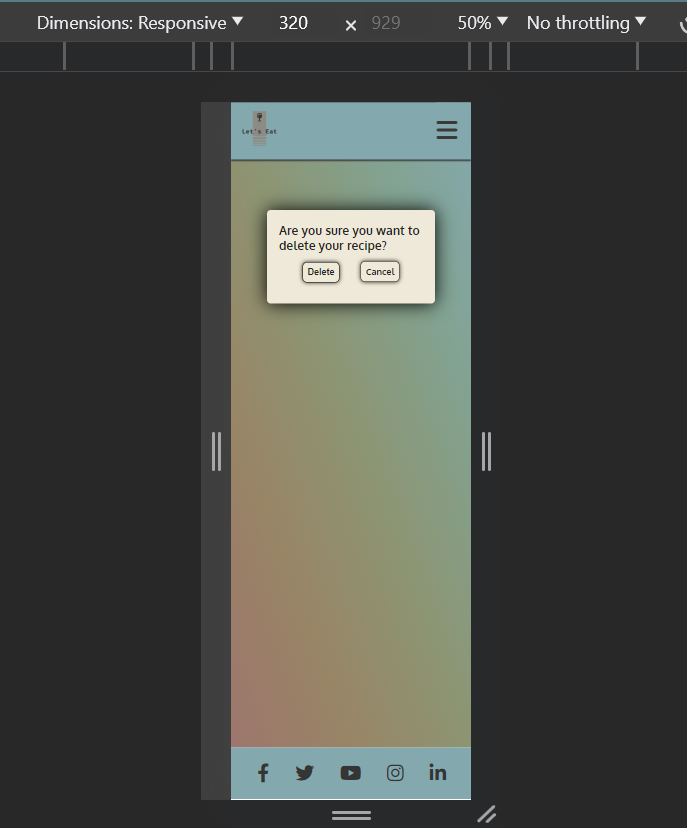 Dimensions: Responsive 320 × 929 50% No throttling
Let's Eat
Are you sure you want to
delete your recipe?
Delete Cancel